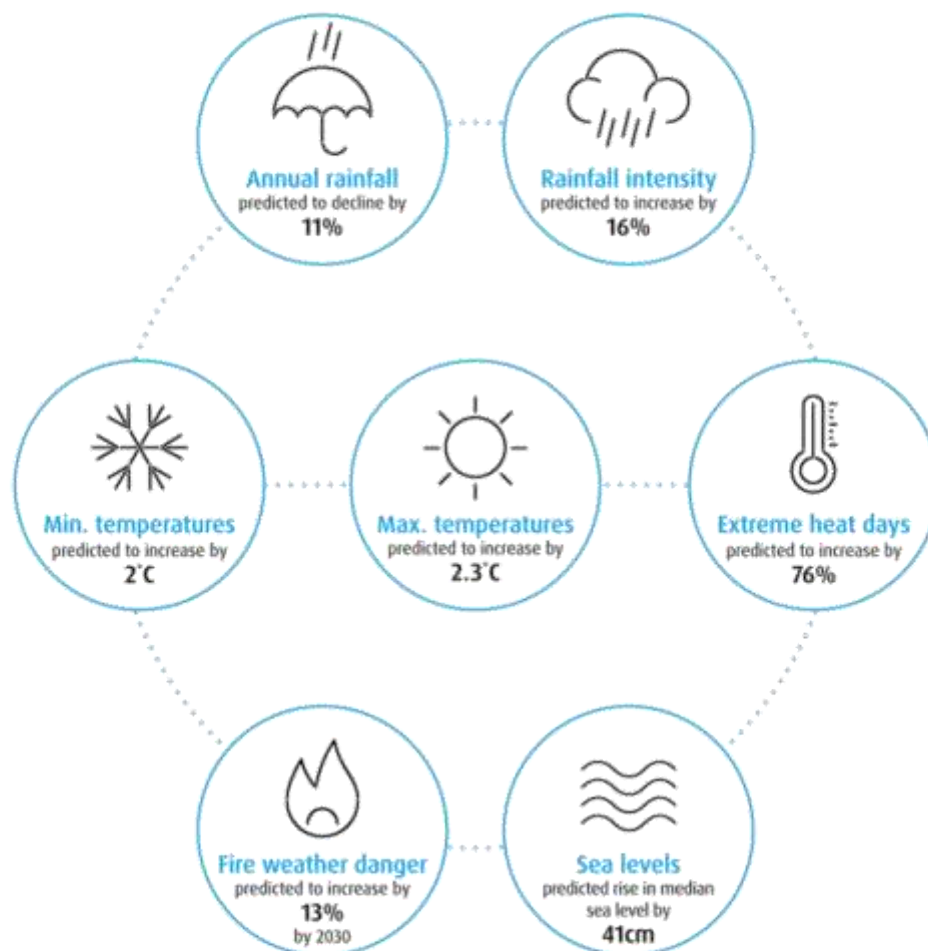 Annual rainfall
predicted to decline by
11%
Rainfall intensity
predicted to increase by
16%
Min. temperatures
predicted to increase by
2°C
Max. temperatures
predicted to increase by
2.3°C
Extreme heat days
predicted to increase by
76%
Fire weather danger
predicted to increase by
13%
by 2030
Sea levels
predicted rise in median
sea level by
41cm